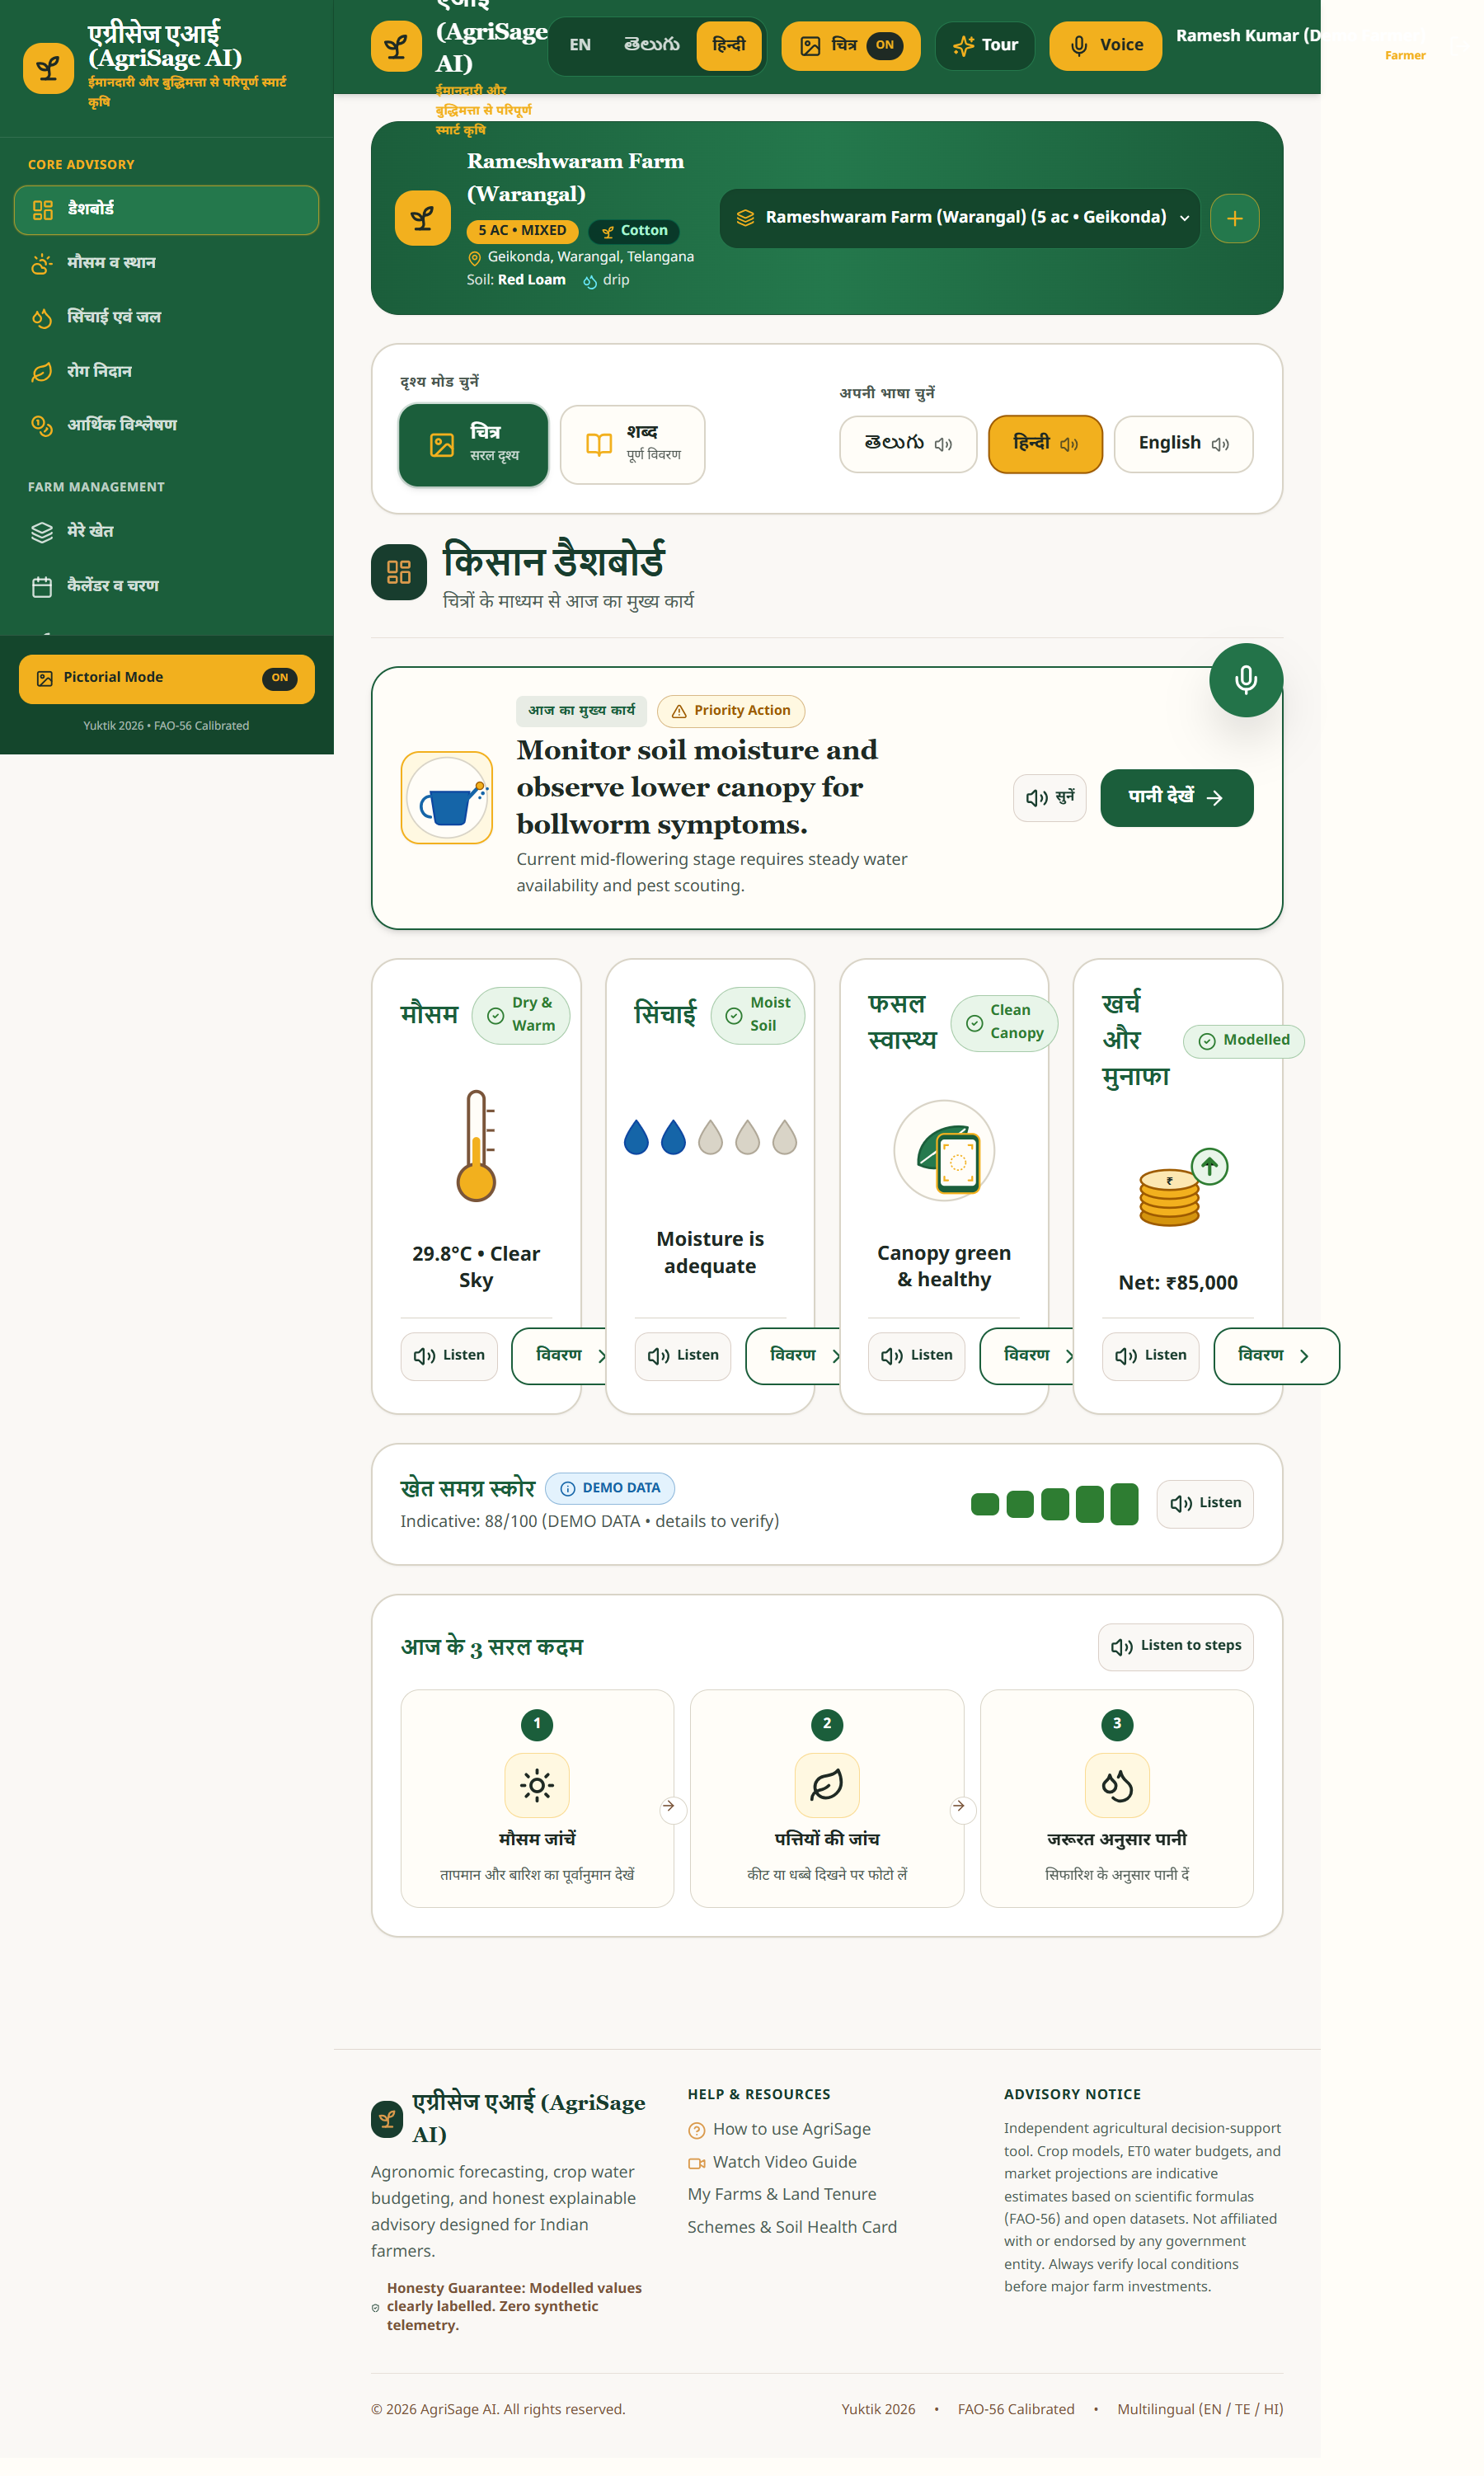 एग्रीसेज एआई
(AgriSage AI)
ईमानदारी और बुद्धिमत्ता से परिपूर्ण स्मार्ट
कृषि
CORE ADVISORY
डैशबोर्ड
मौसम व स्थान
सिंचाई एवं जल
रोग निदान
आर्थिक विश्लेषण
FARM MANAGEMENT
मेरे खेत
कैलेंडर व चरण
Pictorial Mode ON
Yuktik 2026 • FAO-56 Calibrated
एआई
(AgriSage
AI)
ईमानदारी और
बुद्धिमत्ता से परिपूर्ण
स्मार्ट कृषि
EN తెలుగు हिन्दी
चित्र ON
Tour
Voice
Ramesh Kumar (D
Farmer
Rameshwaram Farm
(Warangal)
5 AC • MIXED Cotton
Geikonda, Warangal, Telangana
Soil: Red Loam drip
Rameshwaram Farm (Warangal) (5 ac • Geikonda)
दृश्य मोड चुनें
चित्र
सरल दृश्य
शब्द
पूर्ण विवरण
अपनी भाषा चुनें
తెలుగు हिन्दी English
किसान डैशबोर्ड
चित्रों के माध्यम से आज का मुख्य कार्य
आज का मुख्य कार्य Priority Action
Monitor soil moisture and
observe lower canopy for
bollworm symptoms.
Current mid-flowering stage requires steady water
availability and pest scouting.
सुनें
पानी देखें
मौसम
Dry &
Warm
29.8°C • Clear
Sky
Listen विवरण
सिंचाई
Moist
Soil
Moisture is
adequate
Listen विवरण
फसल
स्वास्थ्य
Clean
Canopy
Canopy green
& healthy
Listen विवरण
खर्च
और
मुनाफा
Modelled
₹
Net: ₹85,000
Listen विवरण
खेत समग्र स्कोर DEMO DATA
Indicative: 88/100 (DEMO DATA • details to verify)
Listen
आज के 3 सरल कदम
Listen to steps
1
मौसम जांचें
तापमान और बारिश का पूर्वानुमान देखें
2
पत्तियों की जांच
कीट या धब्बे दिखने पर फोटो लें
3
जरूरत अनुसार पानी
सिफारिश के अनुसार पानी दें
एग्रीसेज एआई (AgriSage
AI)
Agronomic forecasting, crop water
budgeting, and honest explainable
advisory designed for Indian
farmers.
Honesty Guarantee: Modelled values
clearly labelled. Zero synthetic
telemetry.
HELP & RESOURCES
How to use AgriSage
Watch Video Guide
My Farms & Land Tenure
Schemes & Soil Health Card
ADVISORY NOTICE
Independent agricultural decision-support
tool. Crop models, ET0 water budgets, and
market projections are indicative
estimates based on scientific formulas
(FAO-56) and open datasets. Not affiliated
with or endorsed by any government
entity. Always verify local conditions
before major farm investments.
© 2026 AgriSage AI. All rights reserved.
Yuktik 2026 • FAO-56 Calibrated • Multilingual (EN / TE / HI)